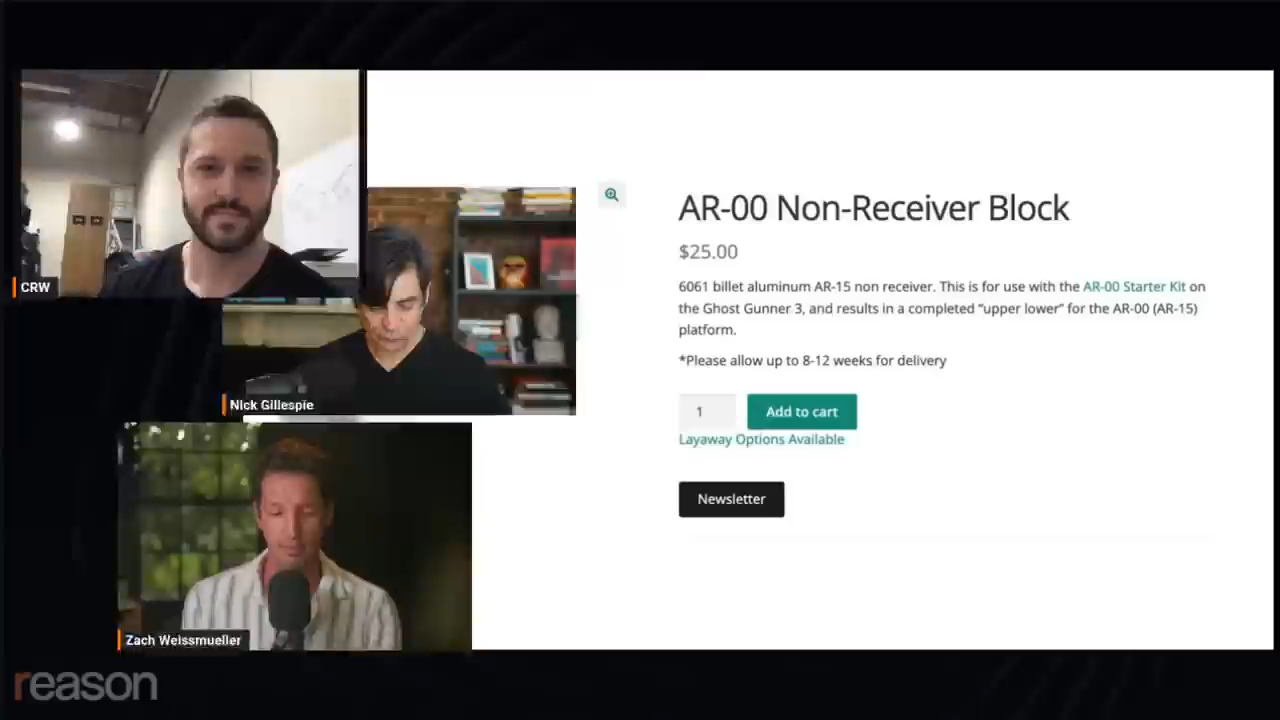 CRW
Nick Gillespie
Zach Weissmueller
reason
AR-00 Non-Receiver Block
$25.00
6061 billet aluminum AR-15 non receiver. This is for use with the AR-00 Starter Kit on
the Ghost Gunner 3, and results in a completed “upper lower” for the AR-00 (AR-15)
platform.
*Please allow up to 8-12 weeks for delivery
1
Add to cart
Layaway Options Available
Newsletter